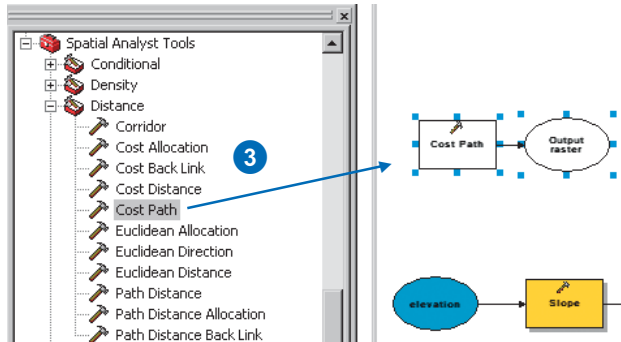 Spatial Analyst Tools
Conditional
Density
Distance
Corridor
Cost Allocation
Cost Back Link
Cost Distance
Cost Path
Euclidean Allocation
Euclidean Direction
Euclidean Distance
Path Distance
Path Distance Allocation
Path Distance Back Link
3
Cost Path
Output
raster
elevation
Slope